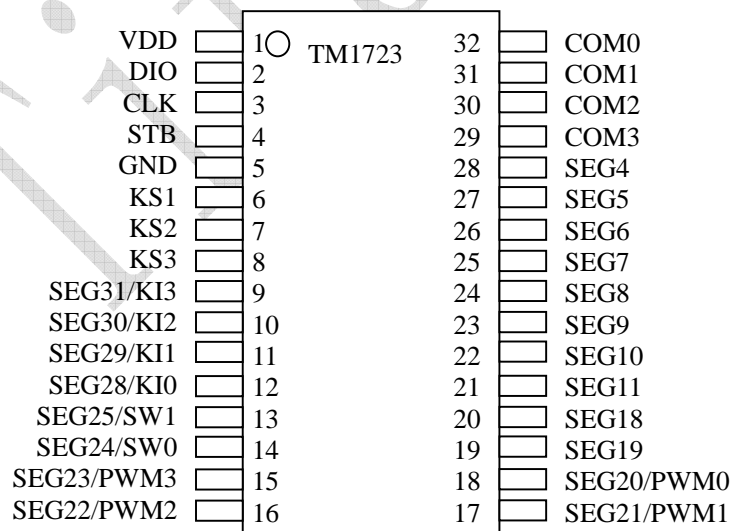 VDD 1 TM1723 32 COM0
DIO 2 31 COM1
CLK 3 30 COM2
STB 4 29 COM3
GND 5 28 SEG4
KS1 6 27 SEG5
KS2 7 26 SEG6
KS3 8 25 SEG7
SEG31/KI3 9 24 SEG8
SEG30/KI2 10 23 SEG9
SEG29/KI1 11 22 SEG10
SEG28/KI0 12 21 SEG11
SEG25/SW1 13 20 SEG18
SEG24/SW0 14 19 SEG19
SEG23/PWM3 15 18 SEG20/PWM0
SEG22/PWM2 16 17 SEG21/PWM1